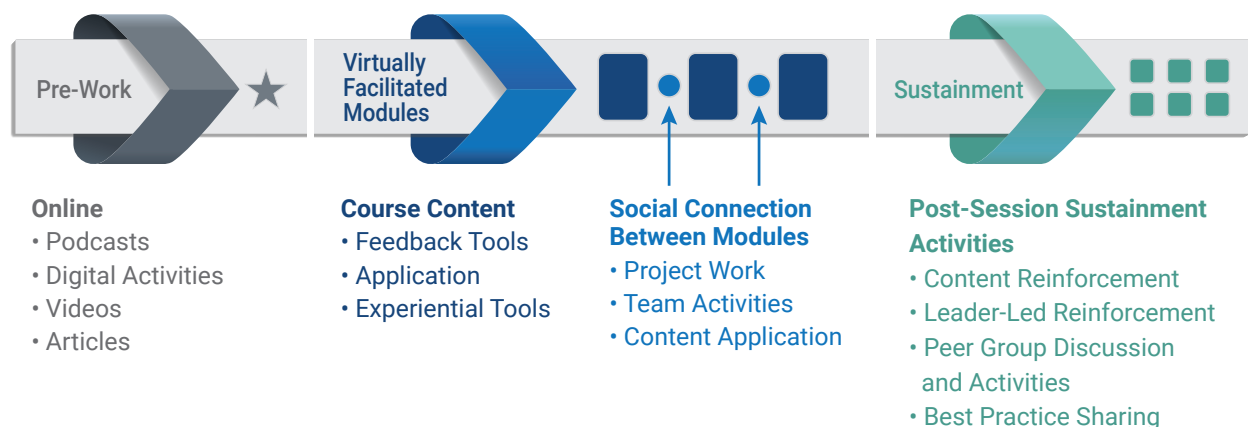 Pre-Work
Virtually
Facilitated
Modules
Sustainment
Online
• Podcasts
• Digital Activities
• Videos
• Articles
Course Content
• Feedback Tools
• Application
• Experiential Tools
Social Connection
Between Modules
• Project Work
• Team Activities
• Content Application
Post-Session Sustainment
Activities
• Content Reinforcement
• Leader-Led Reinforcement
• Peer Group Discussion
and Activities
• Best Practice Sharing